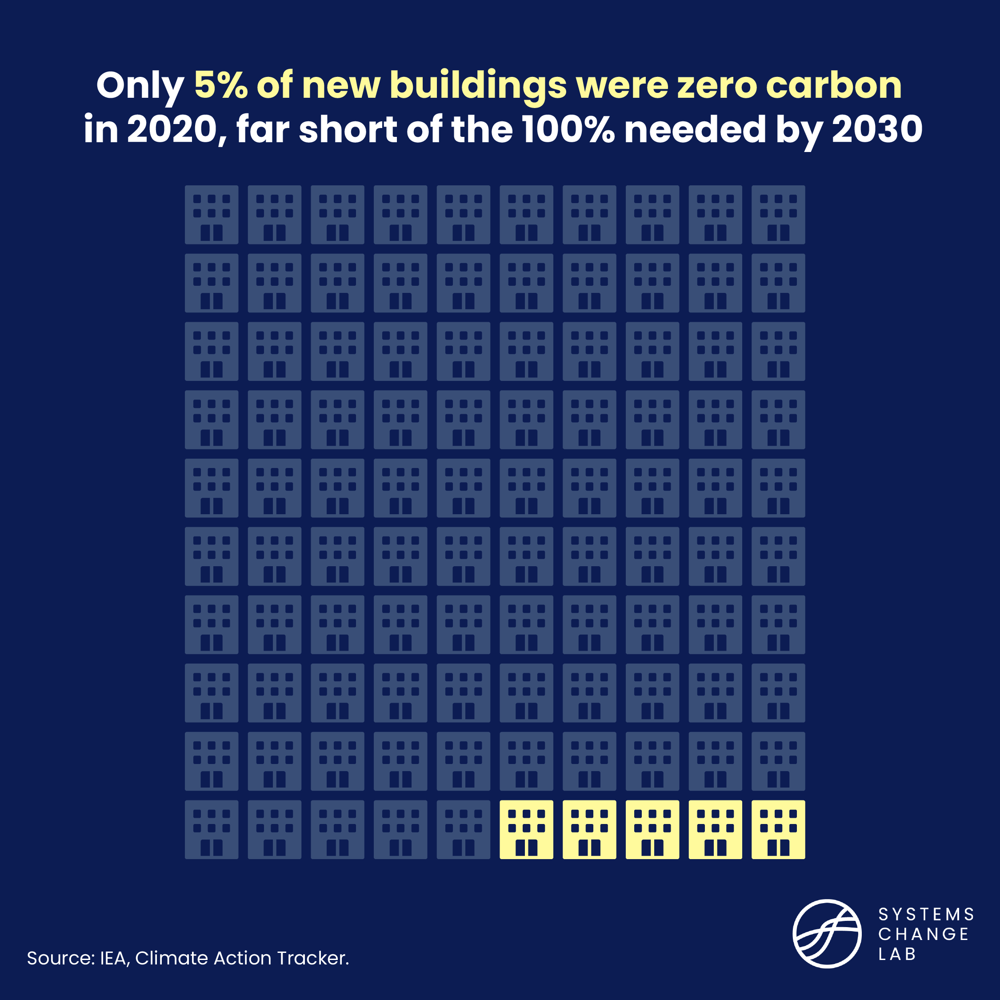 Only 5% of new buildings were zero carbon
in 2020, far short of the 100% needed by 2030
Source: IEA, Climate Action Tracker.
SYSTEMS
CHANGE
LAB